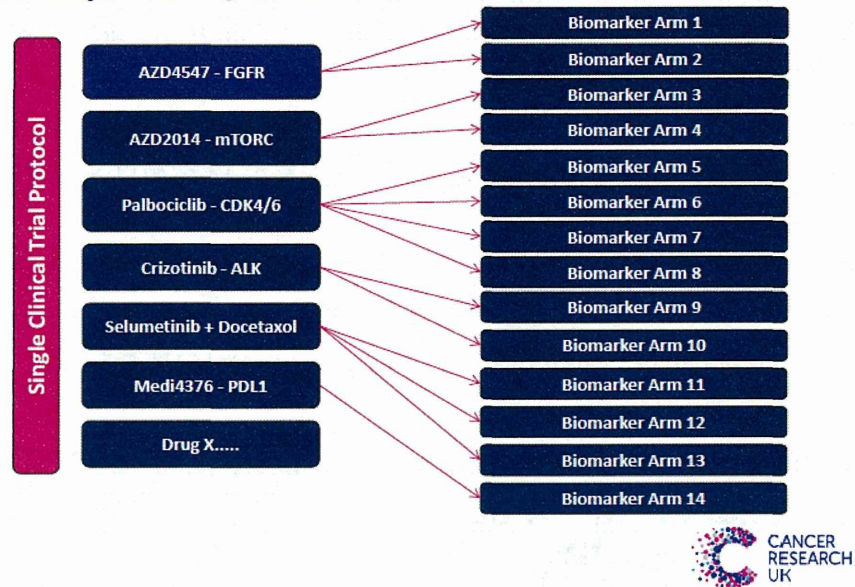 Single Clinical Trial Protocol
AZD4547 - FGFR
AZD2014 - mTORC
Palbociclib - CDK4/6
Crizotinib - ALK
Selumetinib + Docetaxol
Medi4376 - PDL1
Drug X.....
Biomarker Arm 1
Biomarker Arm 2
Biomarker Arm 3
Biomarker Arm 4
Biomarker Arm 5
Biomarker Arm 6
Biomarker Arm 7
Biomarker Arm 8
Biomarker Arm 9
Biomarker Arm 10
Biomarker Arm 11
Biomarker Arm 12
Biomarker Arm 13
Biomarker Arm 14
CANCER
RESEARCH
UK